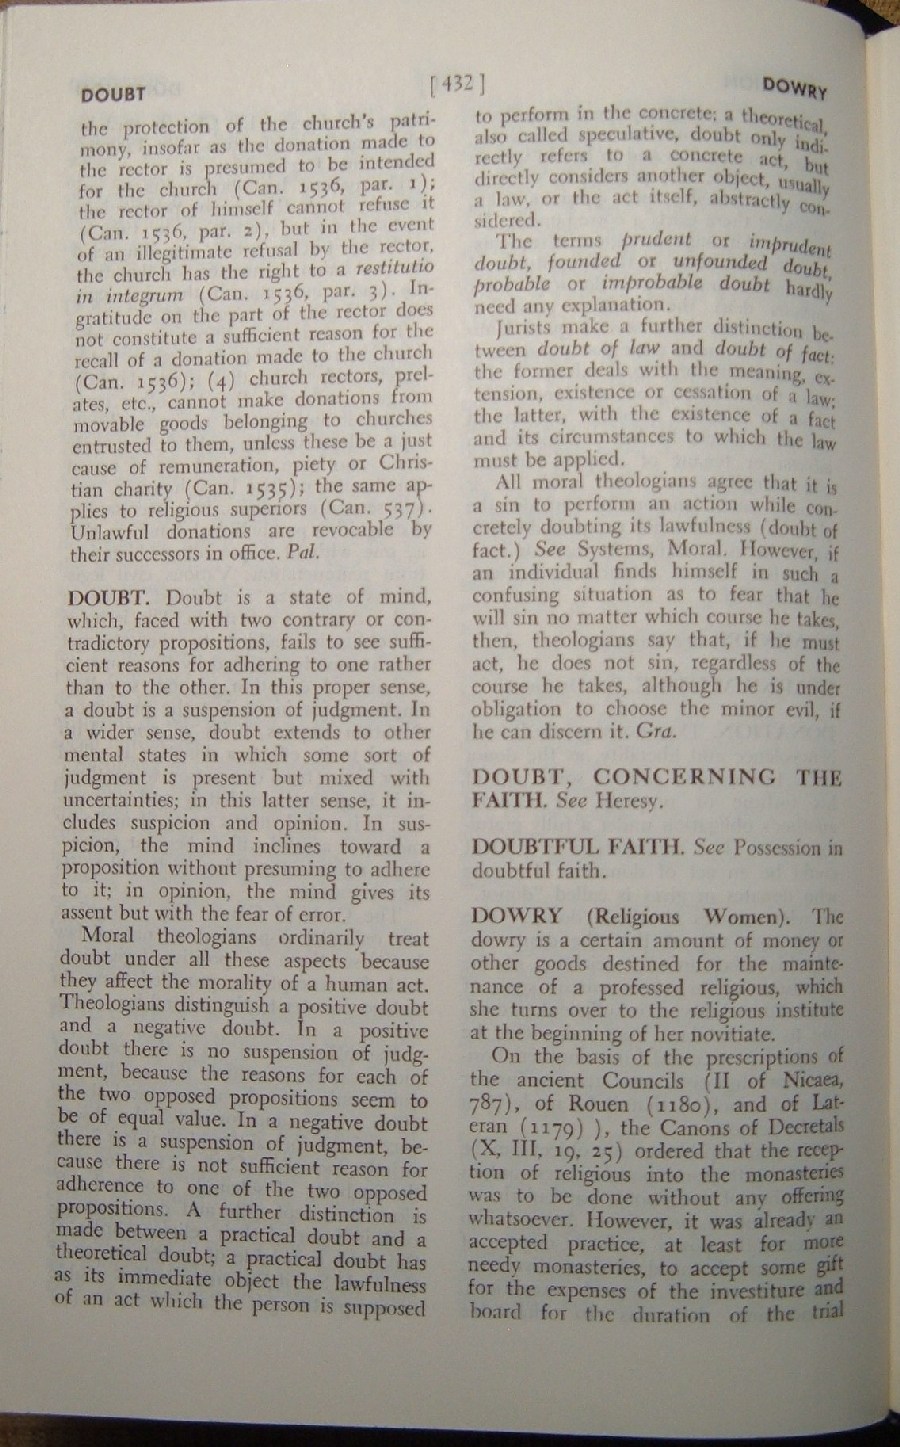 DOUBT
[432]
DOWRY
the protection of the church's patri-
mony, insofar as the donation made to
the rector is presumed to be intended
for the church (Can. 1536, par. 1);
the rector of himself cannot refuse it
(Can. 1536, par. 2), but in the event
of an illegitimate refusal by the rector,
the church has the right to a restitutio
in integrum (Can. 1536, par. 3). In-
gratitude on the part of the rector does
not constitute a sufficient reason for the
recall of a donation made to the church
(Can. 1536); (4) church rectors, prel-
ates, etc., cannot make donations from
movable goods belonging to churches
entrusted to them, unless these be a just
cause of remuneration, piety or Chris-
tian charity (Can. 1535); the same ap-
plies to religious superiors (Can. 537).
Unlawful donations are revocable by
their successors in office. Pal.
DOUBT. Doubt is a state of mind,
which, faced with two contrary or con-
tradictory propositions, fails to see suffi-
cient reasons for adhering to one rather
than to the other. In this proper sense,
a doubt is a suspension of judgment. In
a wider sense, doubt extends to other
mental states in which some sort of
judgment is present but mixed with
uncertainties; in this latter sense, it in-
cludes suspicion and opinion. In sus-
picion, the mind inclines toward a
proposition without presuming to adhere
to it; in opinion, the mind gives its
assent but with the fear of error.
Moral theologians ordinarily treat
doubt under all these aspects because
they affect the morality of a human act.
Theologians distinguish a positive doubt
and a negative doubt. In a positive
doubt there is no suspension of judg-
ment, because the reasons for each of
the two opposed propositions seem to
be of equal value. In a negative doubt
there is a suspension of judgment, be-
cause there is not sufficient reason for
adherence to one of the two opposed
propositions. A further distinction is
made between a practical doubt and a
theoretical doubt; a practical doubt has
as its immediate object the lawfulness
of an act which the person is supposed
to perform in the concrete; a theoretical,
also called speculative, doubt only indi-
rectly refers to a concrete act, but
directly considers another object, usually
a law, or the act itself, abstractly con-
sidered.
The terms prudent or imprudent
doubt, founded or unfounded doubt,
probable or improbable doubt hardly
need any explanation.
Jurists make a further distinction be-
tween doubt of law and doubt of fact:
the former deals with the meaning, ex-
tension, existence or cessation of a law;
the latter, with the existence of a fact
and its circumstances to which the law
must be applied.
All moral theologians agree that it is
a sin to perform an action while con-
cretely doubting its lawfulness (doubt of
fact.) See Systems, Moral. However, if
an individual finds himself in such a
confusing situation as to fear that he
will sin no matter which course he takes,
then, theologians say that, if he must
act, he does not sin, regardless of the
course he takes, although he is under
obligation to choose the minor evil, if
he can discern it. Gra.
DOUBT, CONCERNING THE
FAITH. See Heresy.
DOUBTFUL FAITH. See Possession in
doubtful faith.
DOWRY (Religious Women). The
dowry is a certain amount of money or
other goods destined for the mainte-
nance of a professed religious, which
she turns over to the religious institute
at the beginning of her novitiate.
On the basis of the prescriptions of
the ancient Councils (II of Nicaea,
787), of Rouen (1180), and of Lat-
eran (1179) ), the Canons of Decretals
(X, III, 19, 25) ordered that the recep-
tion of religious into the monasteries
was to be done without any offering
whatsoever. However, it was already an
accepted practice, at least for more
needy monasteries, to accept some gift
for the expenses of the investiture and
board for the duration of the trial